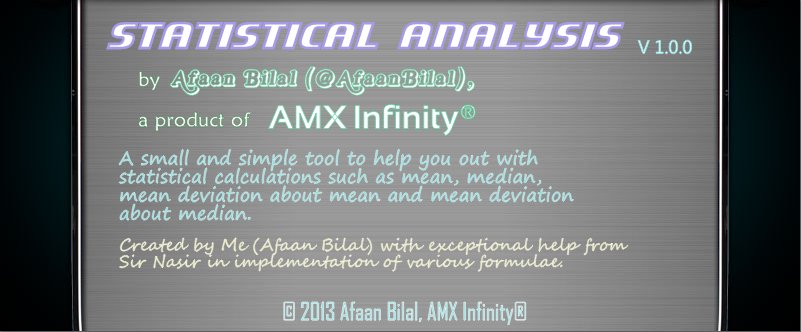 STATISTICAL ANALYSIS V 1.0.0
by Afaan Bilal (@AfaanBilal),
a product of AMX Infinity®
A small and simple tool to help you out with
statistical calculations such as mean, median,
mean deviation about mean and mean deviation
about median.
Created by Me (Afaan Bilal) with exceptional help from
Sir Nasir in implementation of various formulae.
© 2013 Afaan Bilal, AMX Infinity®